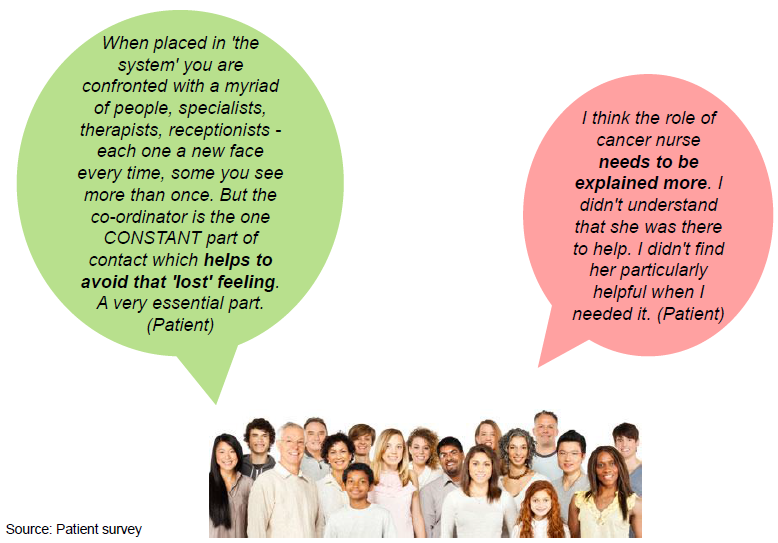 When placed in 'the
system' you are
confronted with a myriad
of people, specialists,
therapists, receptionists -
each one a new face
every time, some you see
more than once. But the
co-ordinator is the one
CONSTANT part of
contact which helps to
avoid that 'lost' feeling.
A very essential part.
(Patient)
I think the role of
cancer nurse
needs to be
explained more. I
didn't understand
that she was there
to help. I didn't find
her particularly
helpful when I
needed it. (Patient)
Source: Patient survey